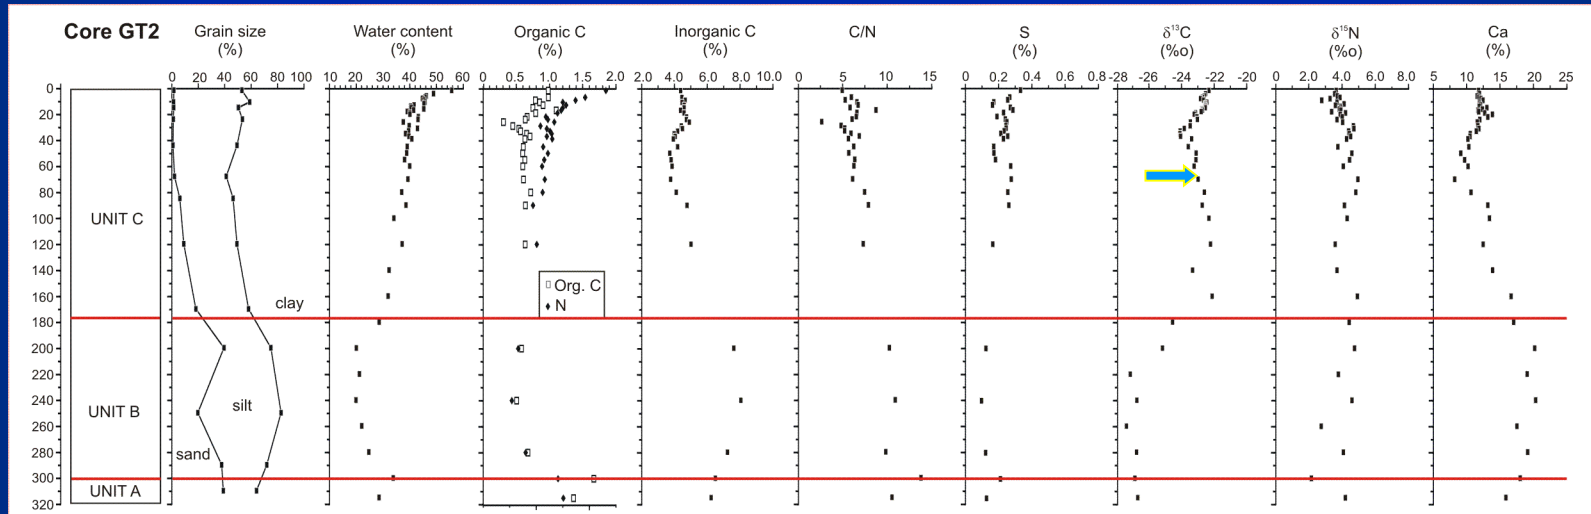 Core GT2
Grain size
(%)
Water content
(%)
Organic C
(%)
Inorganic C
(%)
C/N
S
(%)
δ¹³C
(%o)
δ¹⁵N
(%o)
Ca
(%)
0 20 40 60 80 100
10 20 30 40 50 60
0 0.5 1.0 1.5 2.0
2.0 4.0 6.0 8.0 10.0
0 5 10 15
0 0.2 0.4 0.6 0.8
-28 -26 -24 -22 -20
0 2.0 4.0 6.0 8.0
5 10 15 20 25
0
20
40
60
80
100
120
140
160
180
200
220
240
260
280
300
320
UNIT C
UNIT B
UNIT A
clay
silt
sand
Org. C
N